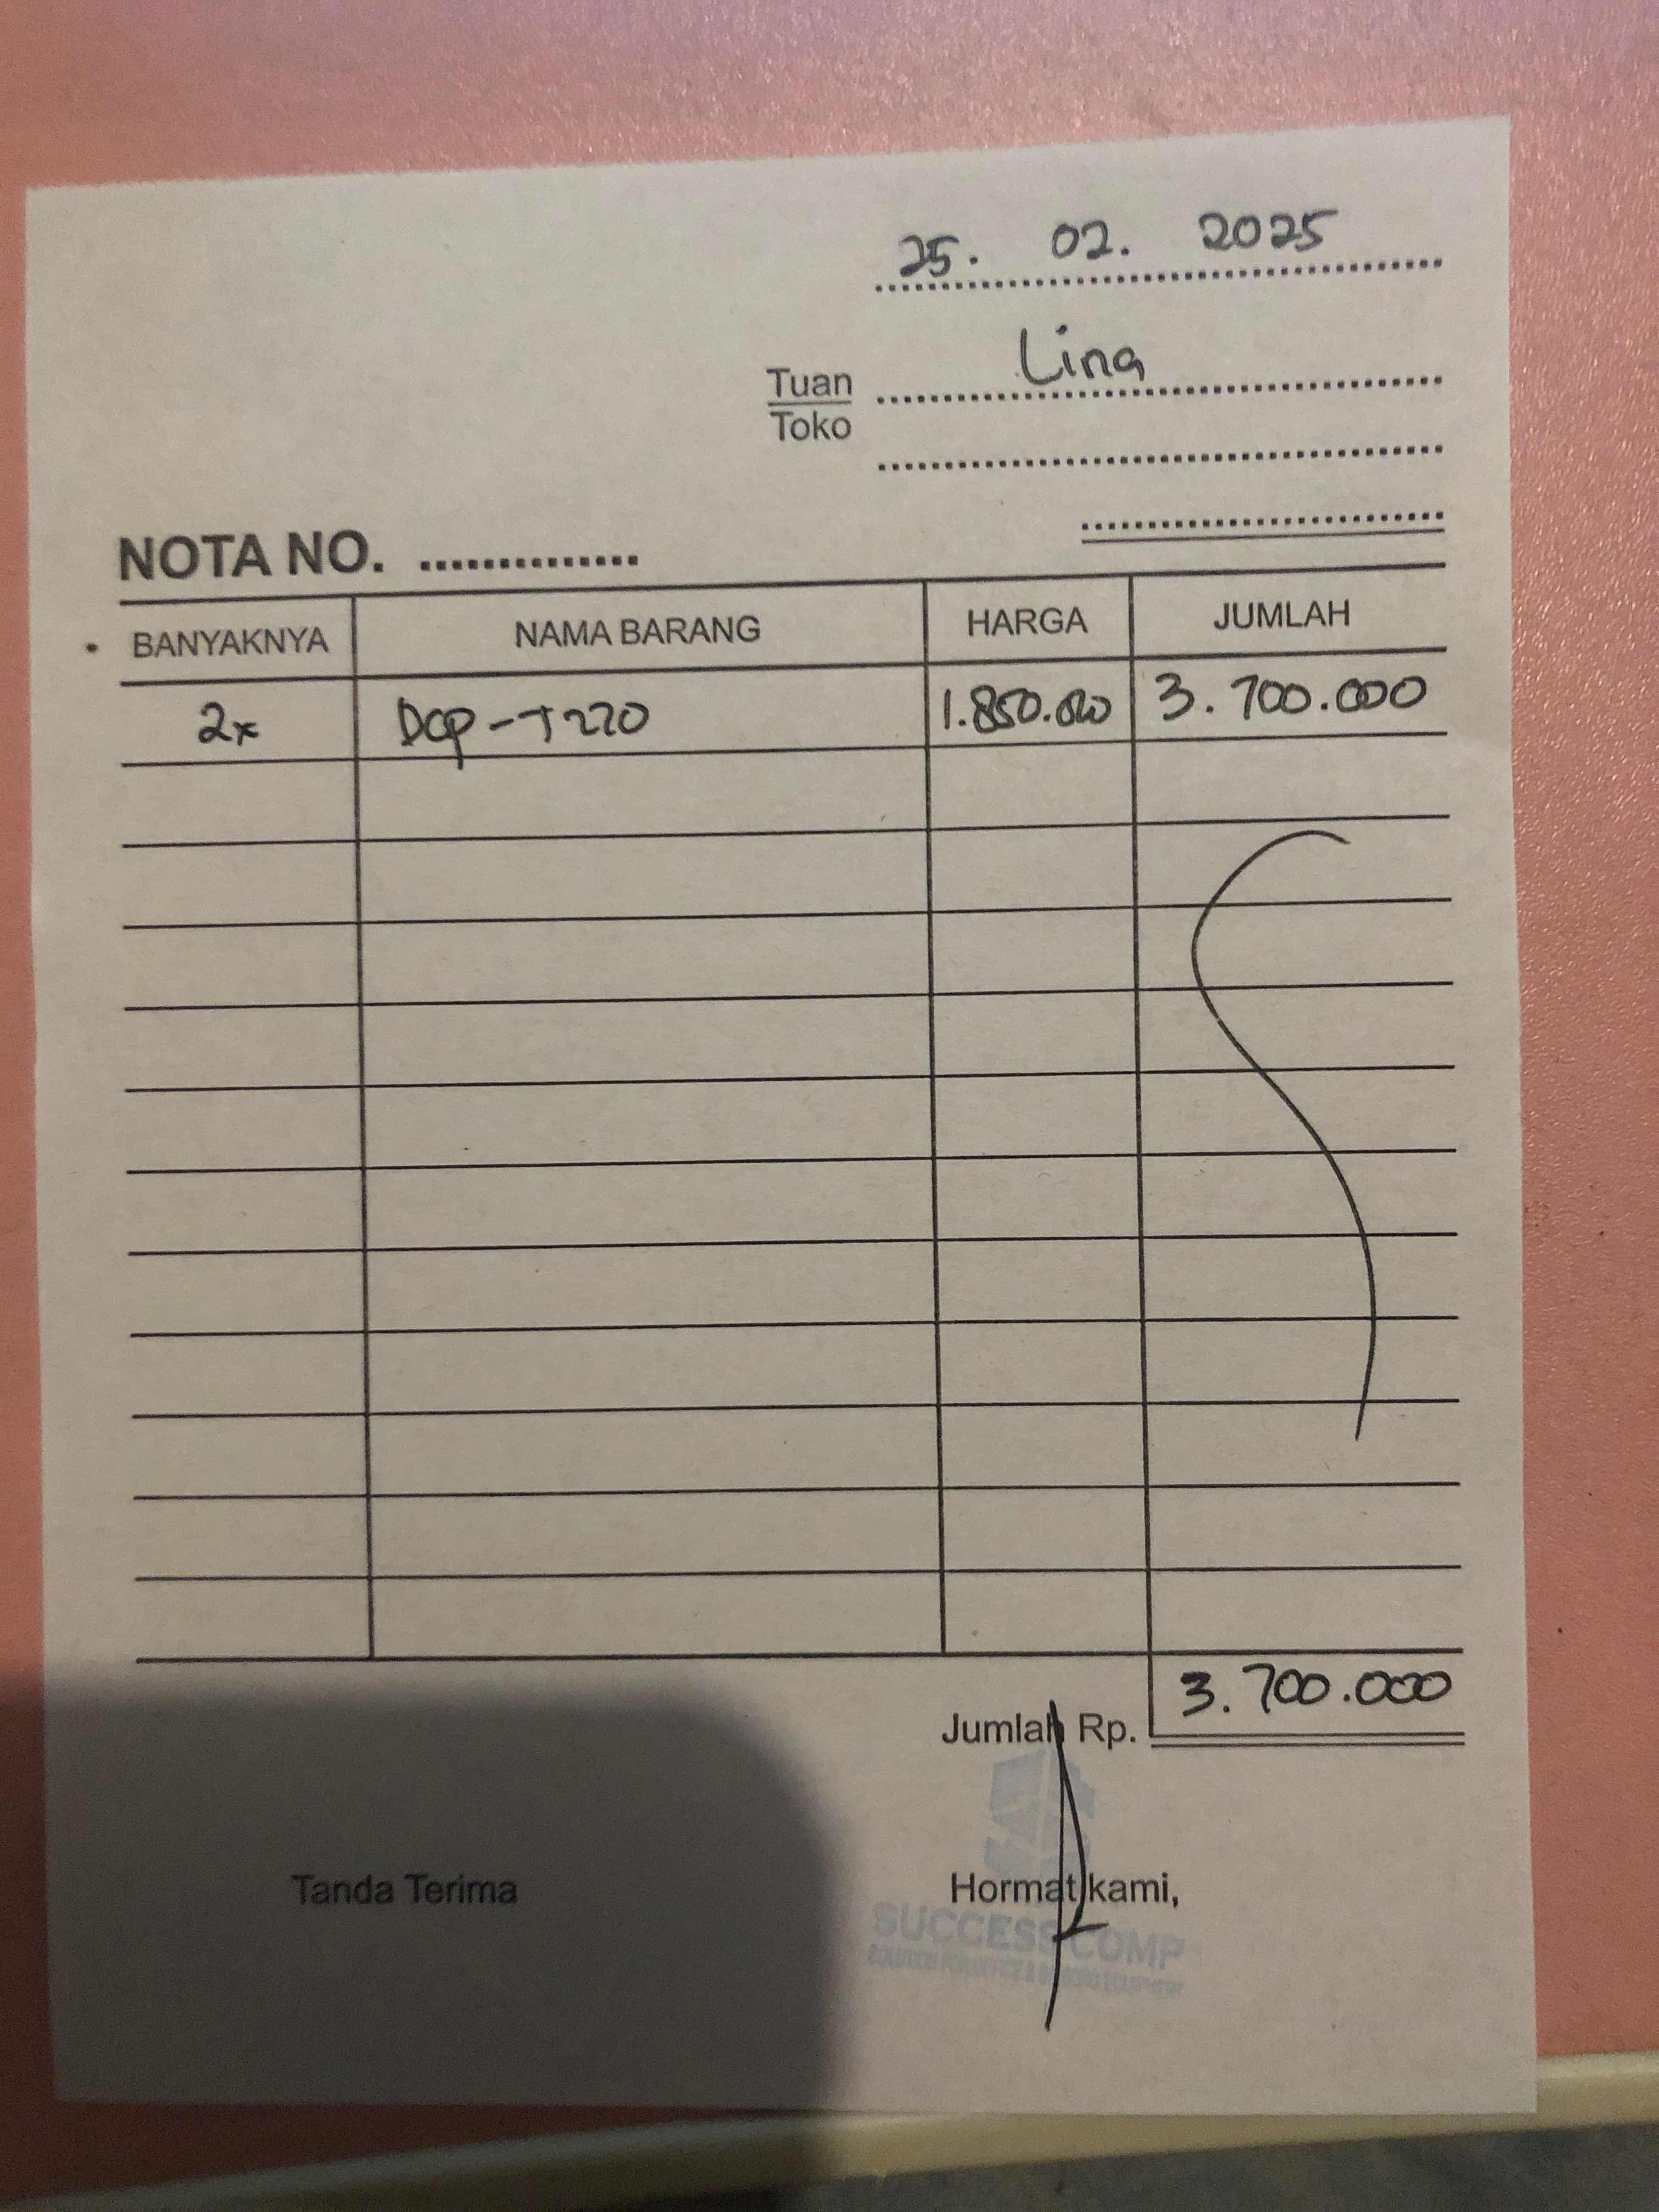 25. 02. 2025
Tuan Lina
Toko
NOTA NO. ..............
BANYAKNYA NAMA BARANG HARGA JUMLAH
2x DCP-T220 1.850.000 3.700.000
Jumlah Rp. 3.700.000
Tanda Terima Hormat kami,
SUCCESS COMP